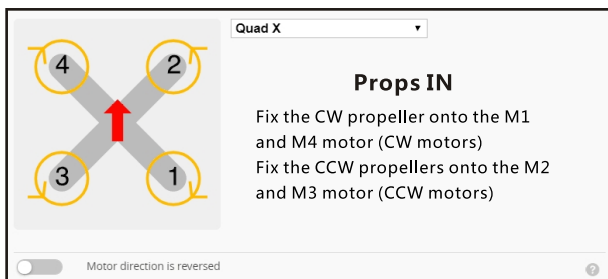 Quad X
4 2
3 1
Props IN
Fix the CW propeller onto the M1
and M4 motor (CW motors)
Fix the CCW propellers onto the M2
and M3 motor (CCW motors)
Motor direction is reversed
?